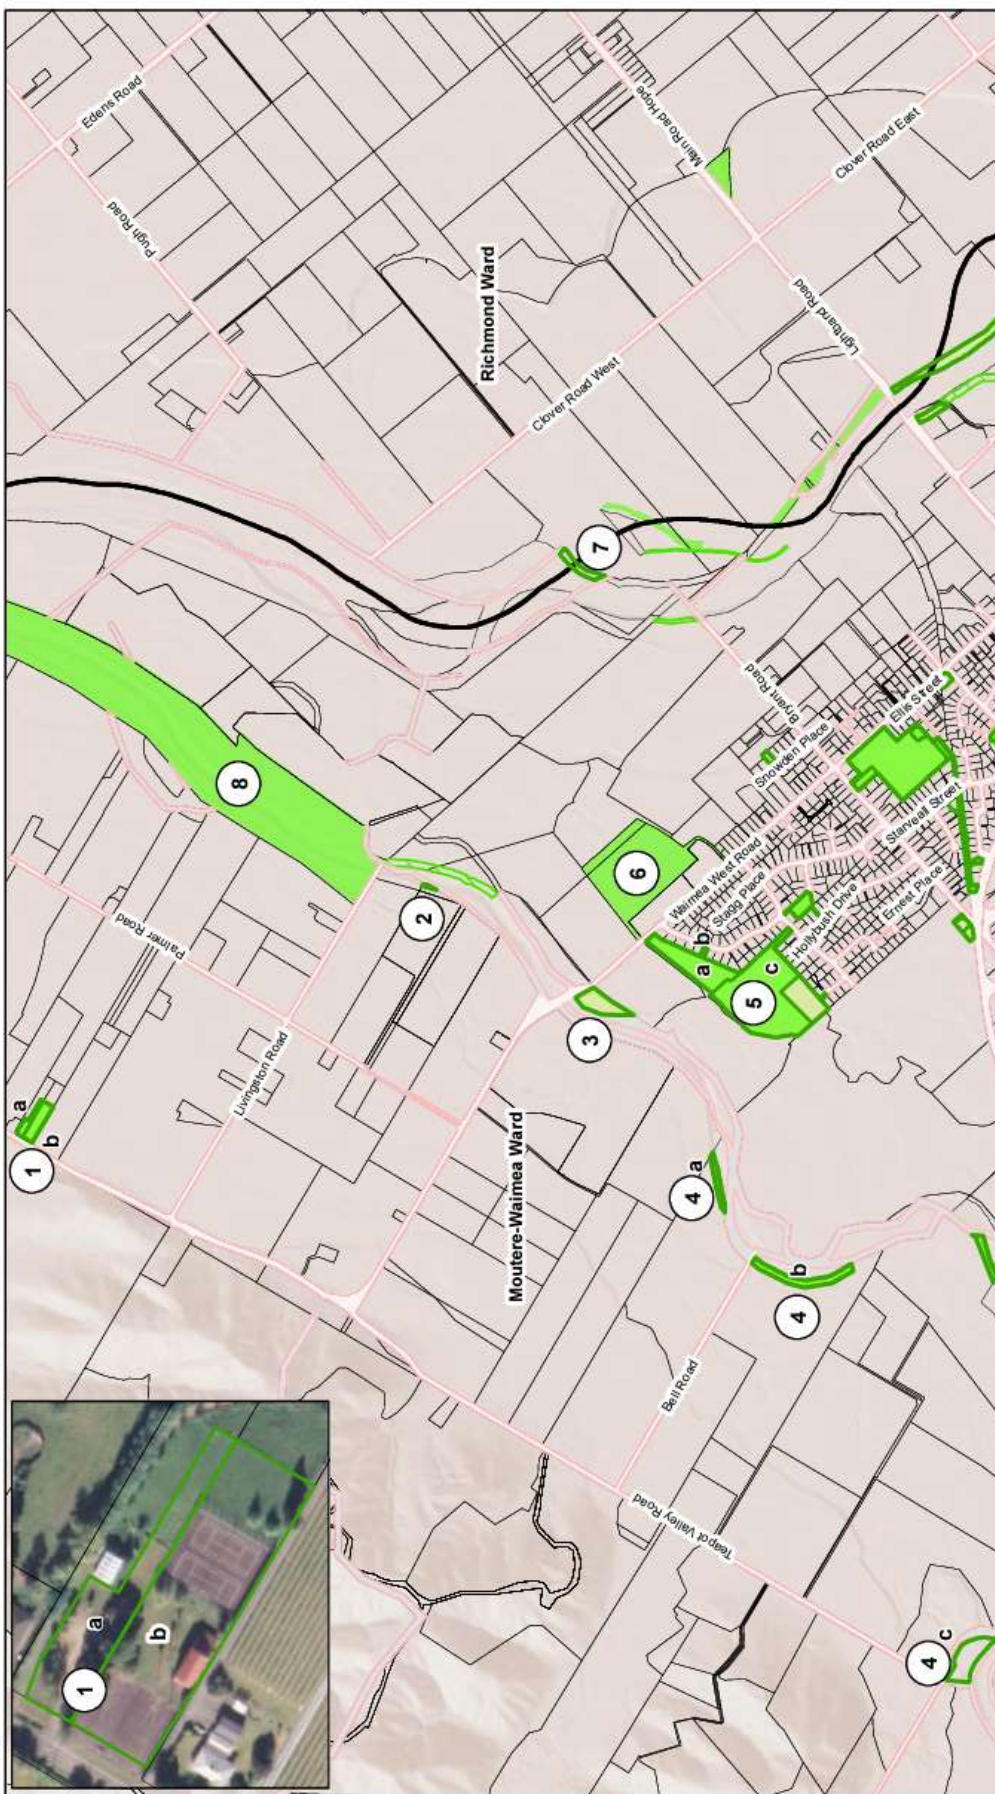 Edens Road
Pugh Road
Main Road Hope
Clover Road East
Richmond Ward
Lightband Road
Clover Road West
7
8
Bryant Road
Snowden Place
Ellis Street
Starveall Street
Palmer Road
2
6
Waimea West Road
Stagg Place
Hollybush Drive
Ernest Place
a
b
c
5
3
Livingston Road
a
b
1
Moutere-Waimea Ward
4
a
b
4
Bell Road
Teapot Valley Road
4
c
1
a
b